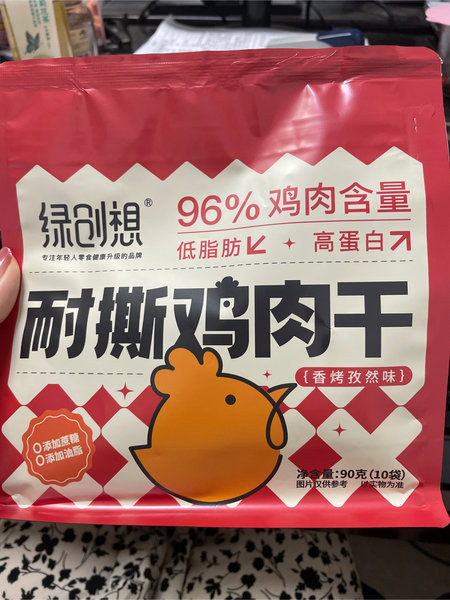 绿创想®
专注年轻人零食健康升级的品牌
96%鸡肉含量
低脂肪 高蛋白
耐撕鸡肉干
{香烤孜然味}
0添加蔗糖
0添加油脂
净含量:90克(10袋)
图片仅供参考 以实物为准